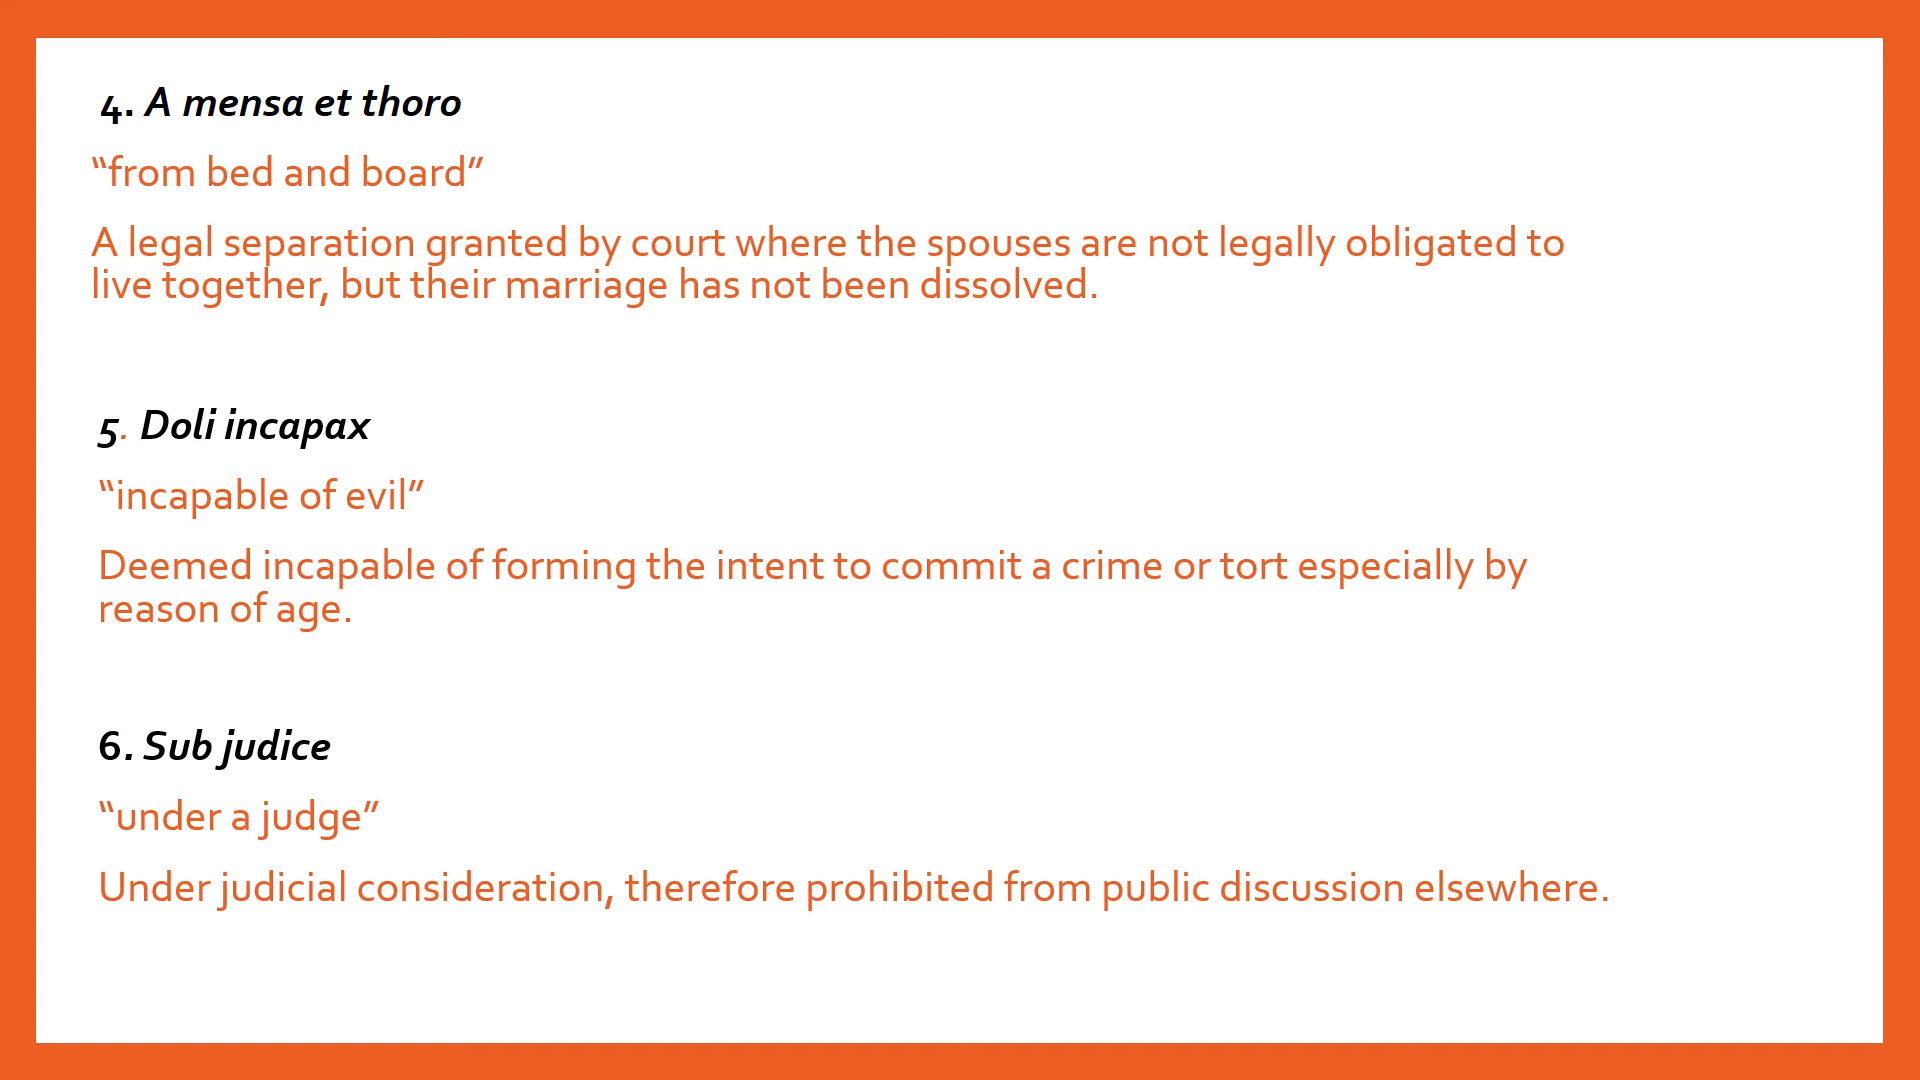 4. A mensa et thoro
“from bed and board”
A legal separation granted by court where the spouses are not legally obligated to
live together, but their marriage has not been dissolved.
5. Doli incapax
“incapable of evil”
Deemed incapable of forming the intent to commit a crime or tort especially by
reason of age.
6. Sub judice
“under a judge”
Under judicial consideration, therefore prohibited from public discussion elsewhere.